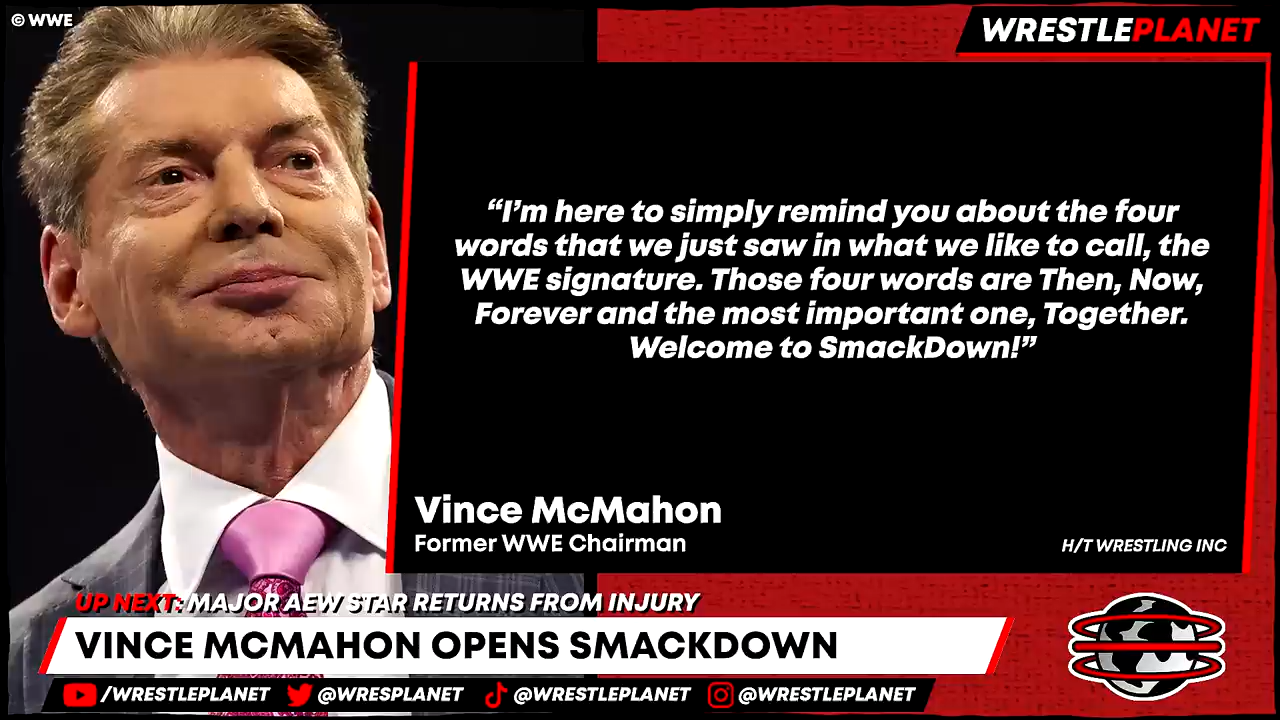 © WWE
WRESTLEPLANET
“I’m here to simply remind you about the four
words that we just saw in what we like to call, the
WWE signature. Those four words are Then, Now,
Forever and the most important one, Together.
Welcome to SmackDown!”
Vince McMahon
Former WWE Chairman
H/T WRESTLING INC
UP NEXT: MAJOR AEW STAR RETURNS FROM INJURY
VINCE MCMAHON OPENS SMACKDOWN
/WRESTLEPLANET @WRESPLANET @WRESTLEPLANET @WRESTLEPLANET